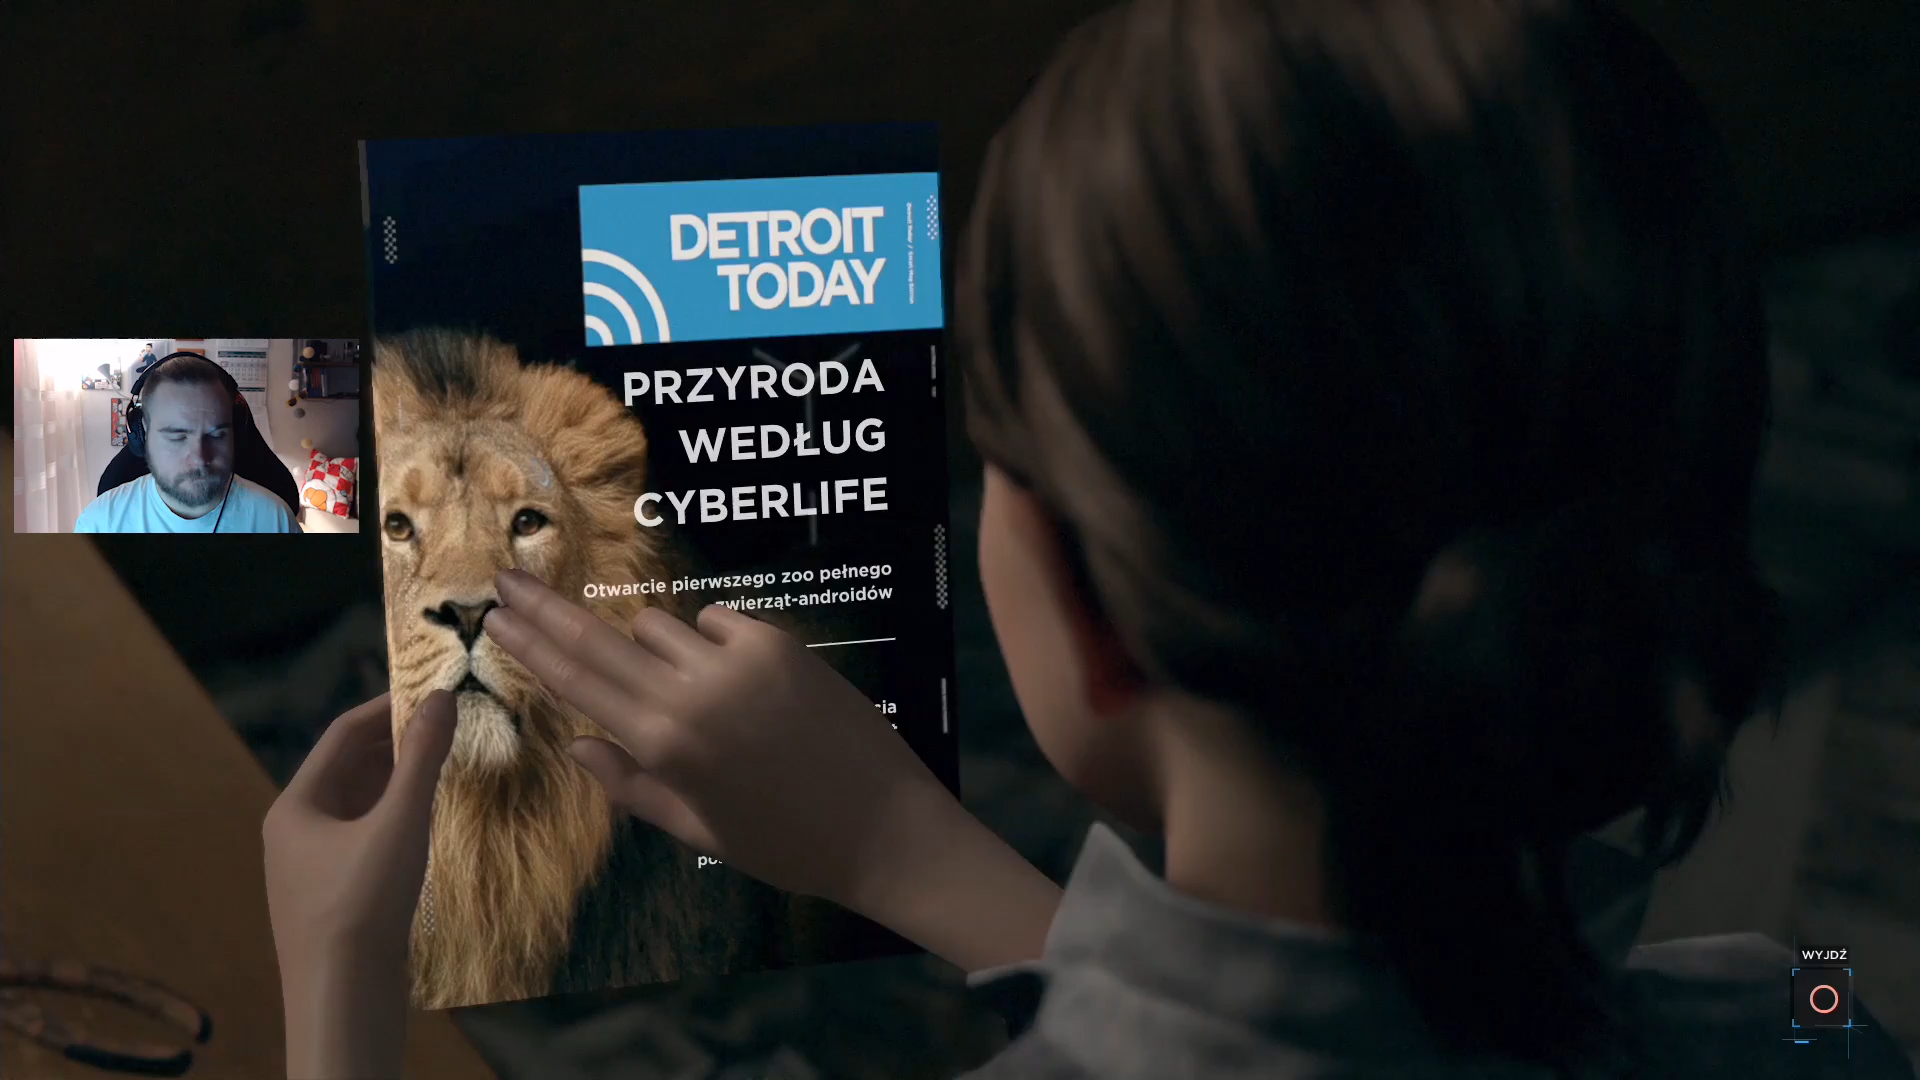 DETROIT
TODAY
PRZYRODA
WEDŁUG
CYBERLIFE
Otwarcie pierwszego zoo pełnego
zwierząt-androidów
WYJDŹ